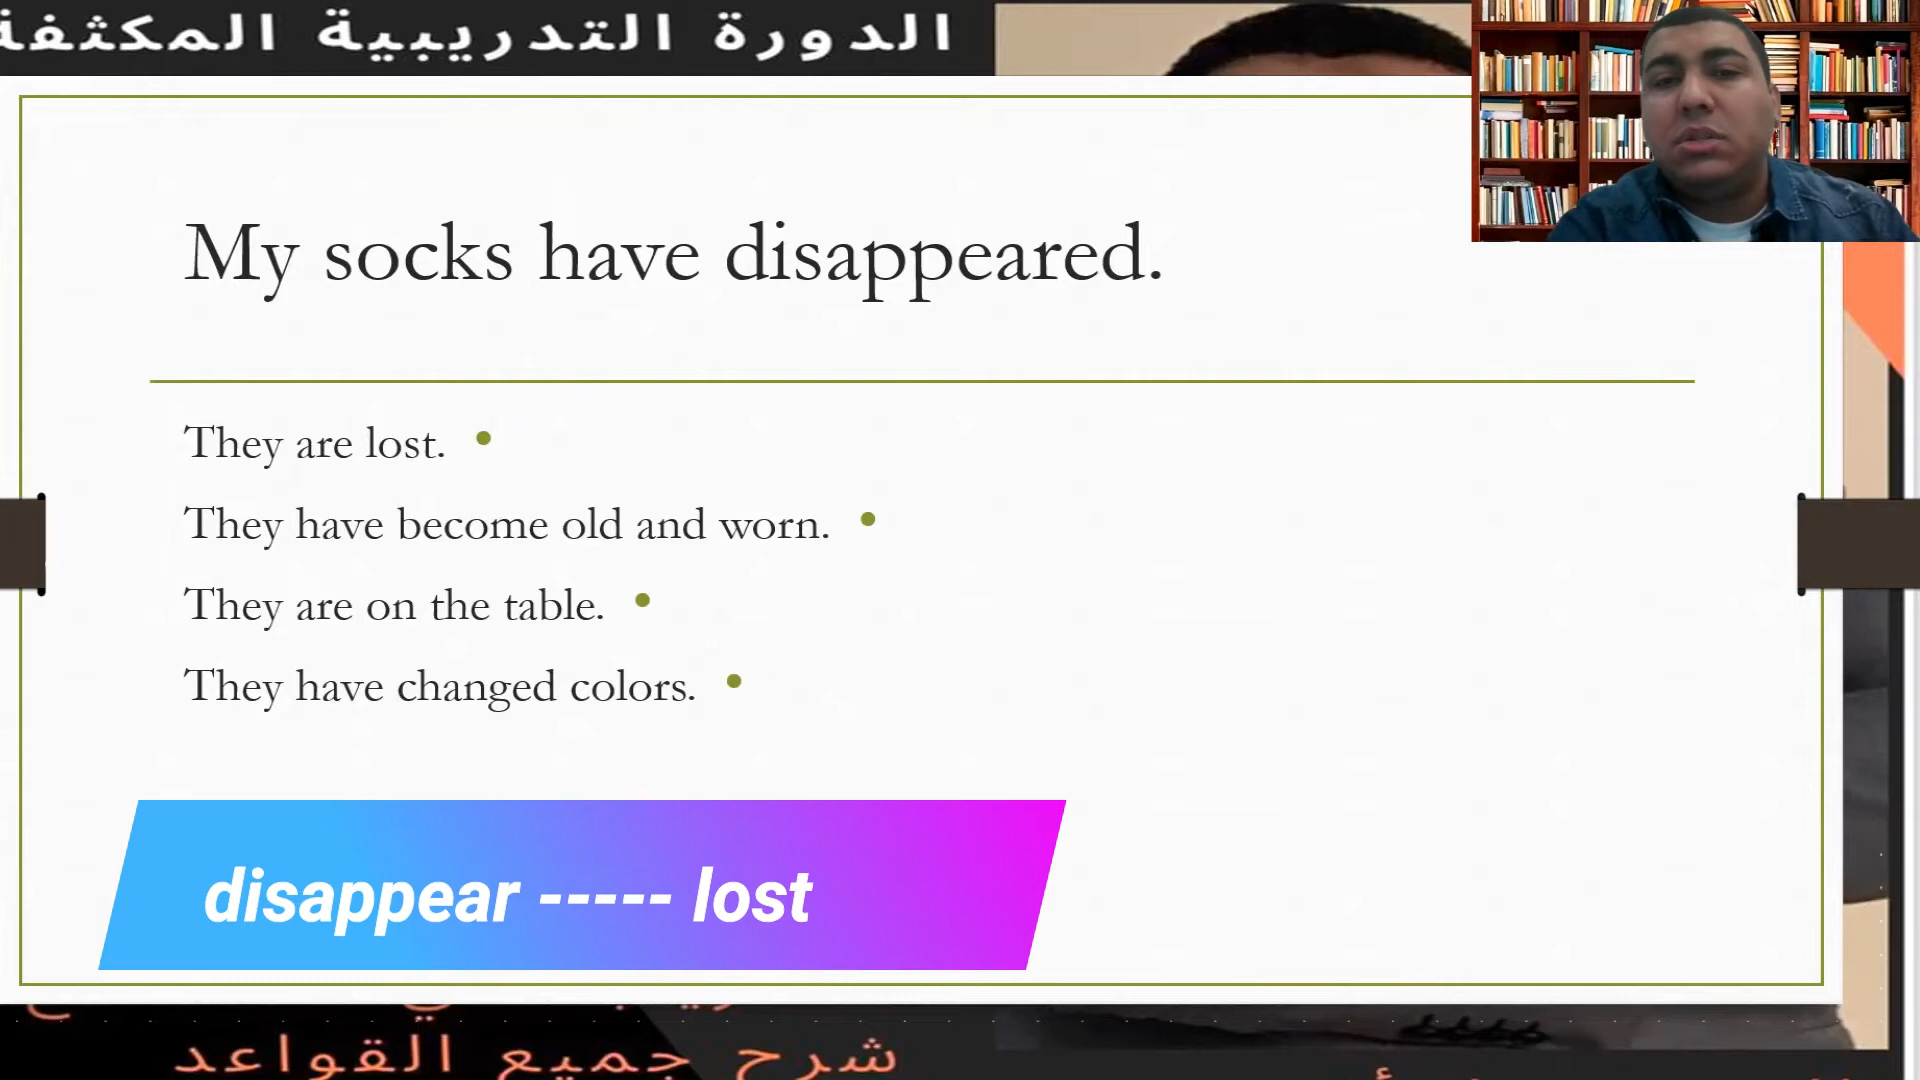 الدورة التدريبية المكثفة
My socks have disappeared.
They are lost. •
They have become old and worn. •
They are on the table. •
They have changed colors. •
disappear ----- lost
شرح جميع القواعد